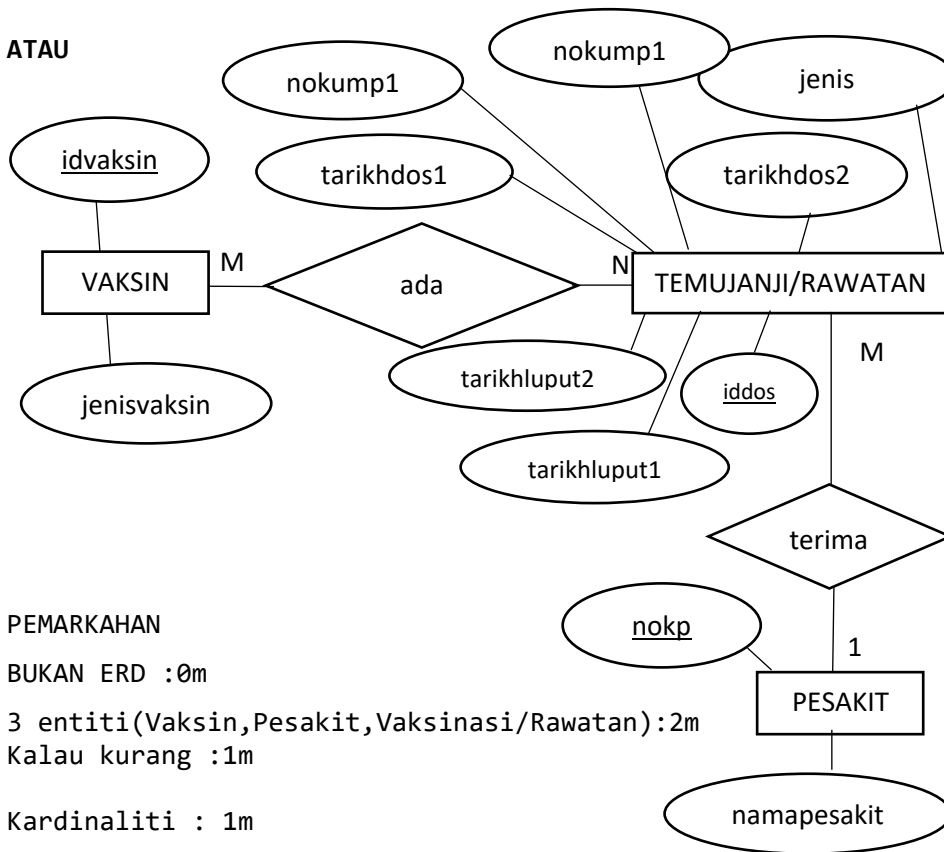 ATAU
nokump1
nokump1
jenis
idvaksin
tarikhdos1
tarikhdos2
VAKSIN
M
ada
N
TEMUJANJI/RAWATAN
M
jenisvaksin
tarikhluput2
iddos
tarikhluput1
terima
PEMARKAHAN
nokp
1
BUKAN ERD :0m
PESAKIT
3 entiti(Vaksin,Pesakit,Vaksinasi/Rawatan):2m
Kalau kurang :1m
Kardinaliti : 1m
namapesakit